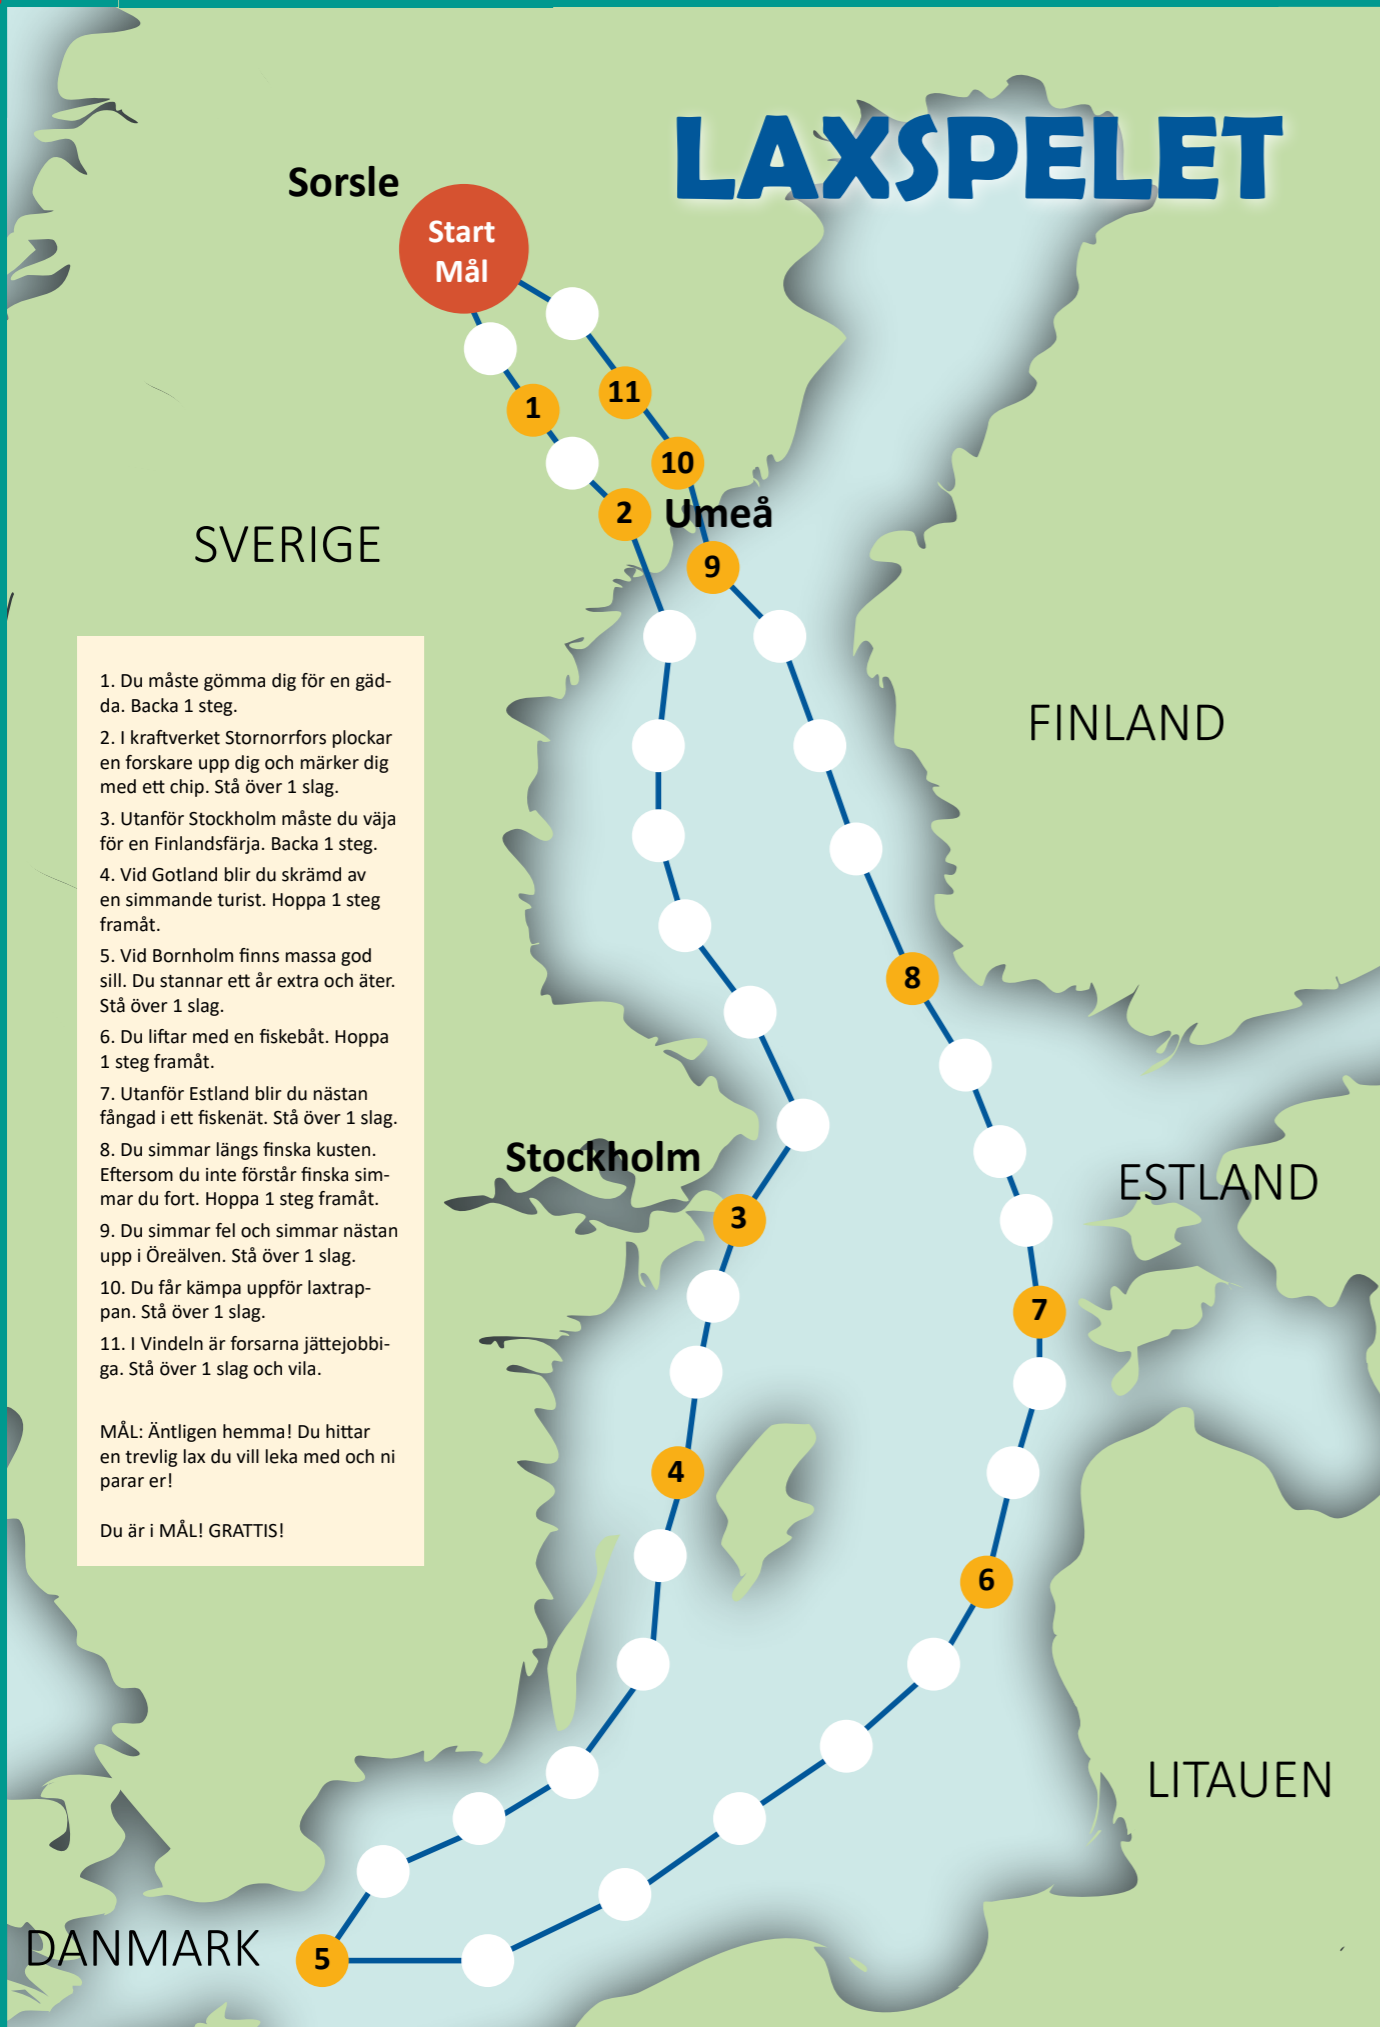 LAXSPELET
Sorsle
Start
Mål
11
1
10
2
Umeå
SVERIGE
9
FINLAND
1. Du måste gömma dig för en gäd-
da. Backa 1 steg.
2. I kraftverket Stornorrfors plockar
en forskare upp dig och märker dig
med ett chip. Stå över 1 slag.
3. Utanför Stockholm måste du väja
för en Finlandsfärja. Backa 1 steg.
4. Vid Gotland blir du skrämd av
en simmande turist. Hoppa 1 steg
framåt.
5. Vid Bornholm finns massa god
sill. Du stannar ett år extra och äter.
Stå över 1 slag.
6. Du liftar med en fiskebåt. Hoppa
1 steg framåt.
7. Utanför Estland blir du nästan
fångad i ett fiskenät. Stå över 1 slag.
8. Du simmar längs finska kusten.
Eftersom du inte förstår finska sim-
mar du fort. Hoppa 1 steg framåt.
9. Du simmar fel och simmar nästan
upp i Öreälven. Stå över 1 slag.
10. Du får kämpa uppför laxtrap-
pan. Stå över 1 slag.
11. I Vindeln är forsarna jättejobbi-
ga. Stå över 1 slag och vila.
MÅL: Äntligen hemma! Du hittar
en trevlig lax du vill leka med och ni
parar er!
Du är i MÅL! GRATTIS!
8
Stockholm
ESTLAND
3
7
4
6
LITAUEN
DANMARK
5